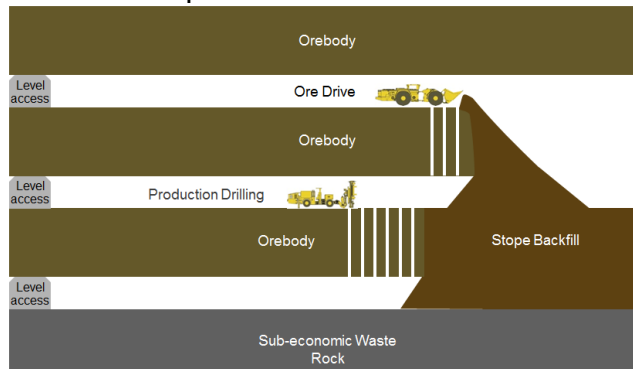 Orebody
Level
access
Ore Drive
Orebody
Level
access
Production Drilling
Orebody
Stope Backfill
Level
access
Sub-economic Waste
Rock